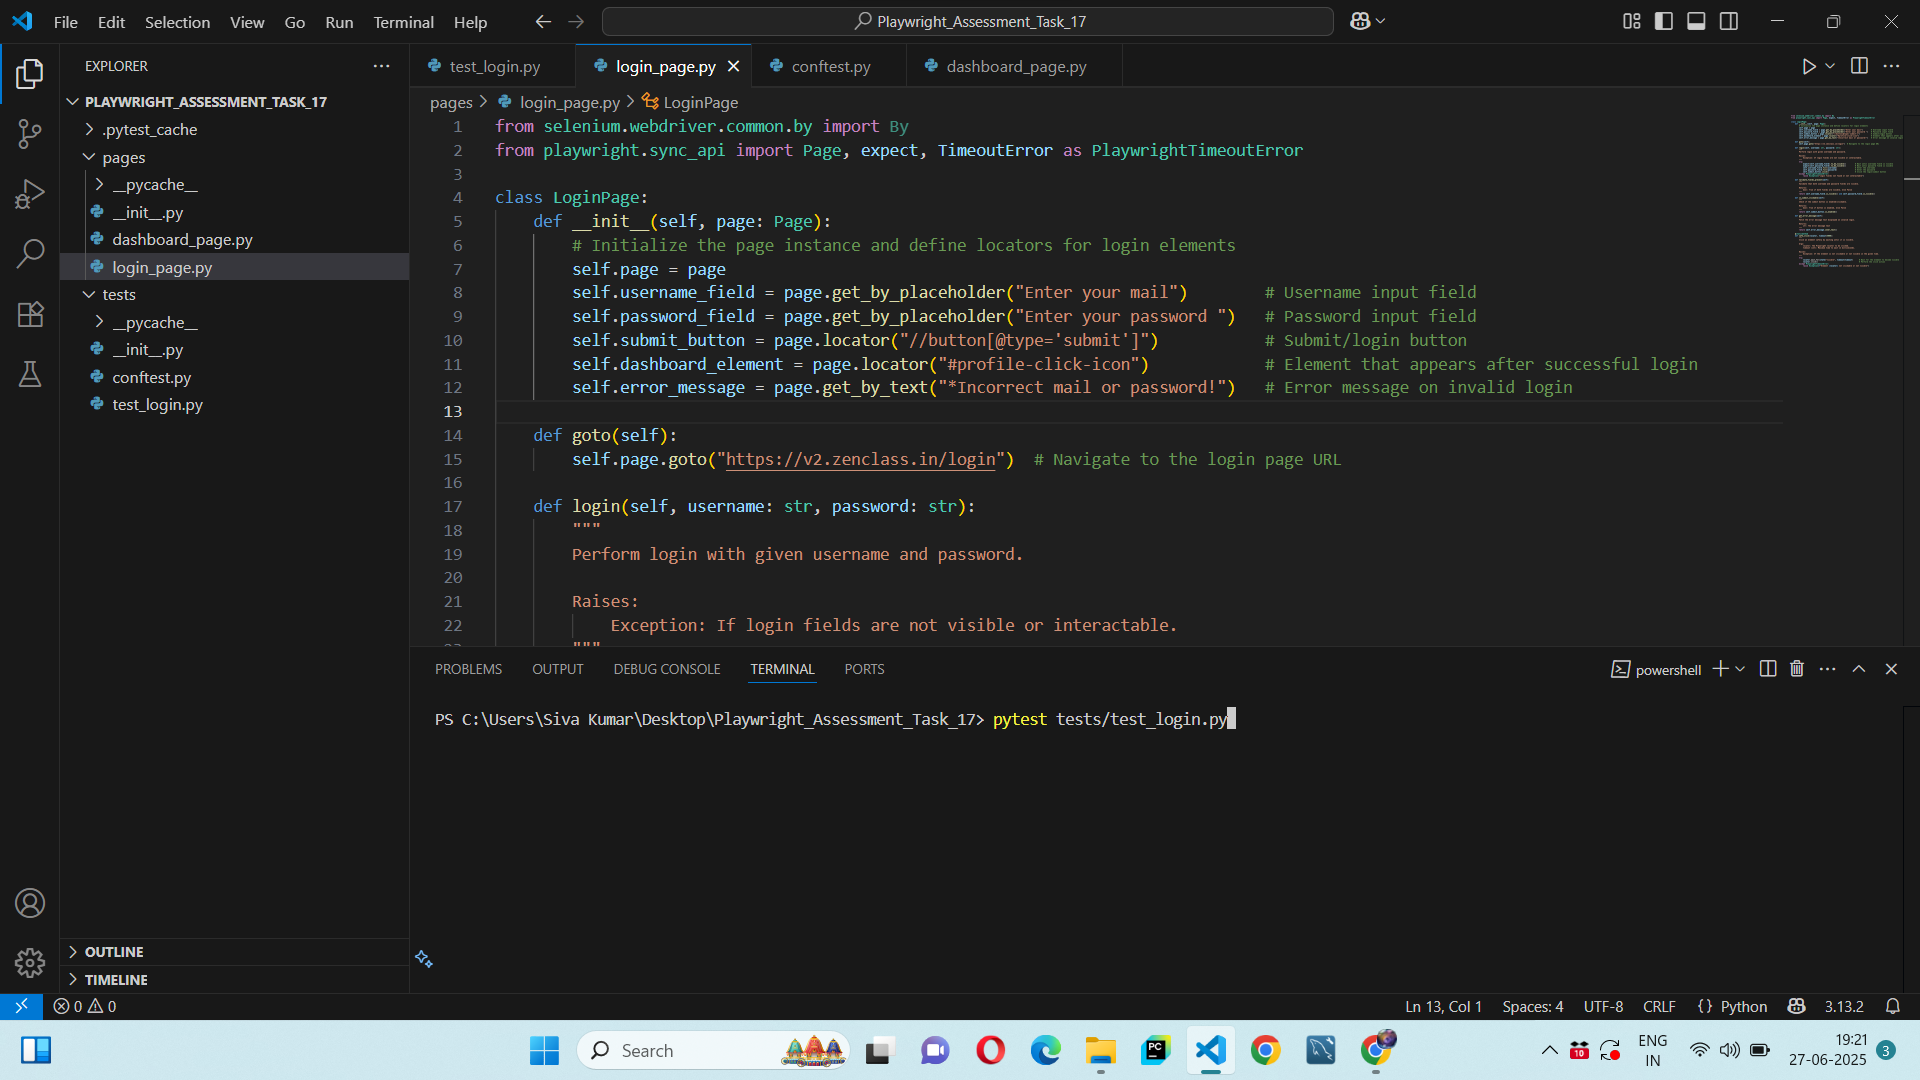 File Edit Selection View Go Run Terminal Help
Playwright_Assessment_Task_17
EXPLORER
PLAYWRIGHT_ASSESSMENT_TASK_17
.pytest_cache
pages
__pycache__
__init__.py
dashboard_page.py
login_page.py
tests
__pycache__
__init__.py
conftest.py
test_login.py
OUTLINE
TIMELINE
test_login.py login_page.py conftest.py dashboard_page.py
pages > login_page.py > LoginPage
1 from selenium.webdriver.common.by import By
2 from playwright.sync_api import Page, expect, TimeoutError as PlaywrightTimeoutError
3
4 class LoginPage:
5 def __init__(self, page: Page):
6 # Initialize the page instance and define locators for login elements
7 self.page = page
8 self.username_field = page.get_by_placeholder("Enter your mail") # Username input field
9 self.password_field = page.get_by_placeholder("Enter your password ") # Password input field
10 self.submit_button = page.locator("//button[@type='submit']") # Submit/login button
11 self.dashboard_element = page.locator("#profile-click-icon") # Element that appears after successful login
12 self.error_message = page.get_by_text("*Incorrect mail or password!") # Error message on invalid login
13
14 def goto(self):
15 self.page.goto("https://v2.zenclass.in/login") # Navigate to the login page URL
16
17 def login(self, username: str, password: str):
18 """
19 Perform login with given username and password.
20
21 Raises:
22 Exception: If login fields are not visible or interactable.
23 """
PROBLEMS OUTPUT DEBUG CONSOLE TERMINAL PORTS
powershell
PS C:\Users\Siva Kumar\Desktop\Playwright_Assessment_Task_17> pytest tests/test_login.py
0 0
Ln 13, Col 1 Spaces: 4 UTF-8 CRLF {} Python 3.13.2
Search
PC
10
ENG
IN
19:21
27-06-2025
3